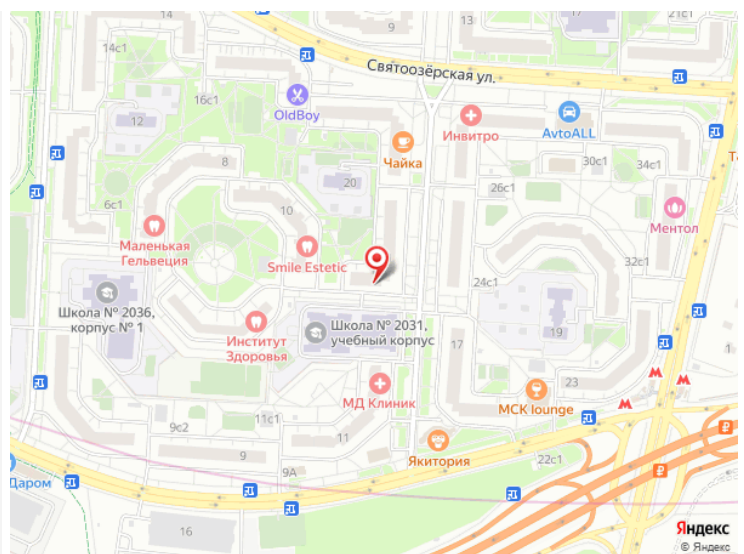 9
17
21с1
14с1
Святоозёрская ул.
16с1
OldBoy
12
Инвитро
AvtoALL
Чайка
8
30с1
34с1
20
26с1
6с1
10
Ментол
Маленькая
Гельвеция
Smile Estetic
32с1
24с1
Школа № 2036,
корпус № 1
Школа № 2031,
учебный корпус
19
Институт
Здоровья
17
1
23
МД Клиник
МСК lounge
11с1
9с2
11
9
Якитория
22с1
9А
Даром
16
Яндекс
© Яндекс